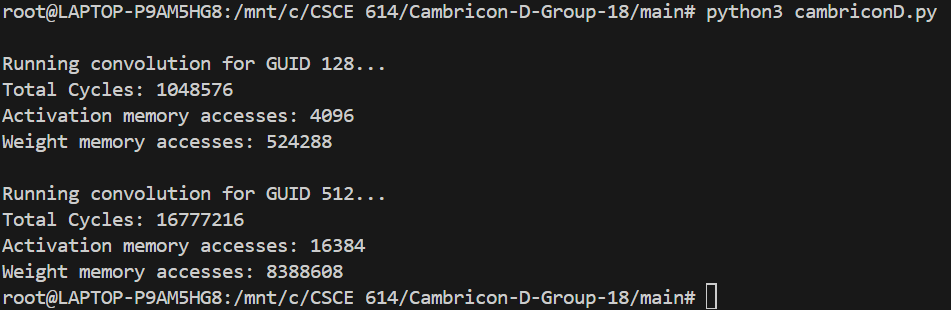 root@LAPTOP-P9AM5HG8:/mnt/c/CSCE 614/Cambricon-D-Group-18/main# python3 cambriconD.py
Running convolution for GUID 128...
Total Cycles: 1048576
Activation memory accesses: 4096
Weight memory accesses: 524288
Running convolution for GUID 512...
Total Cycles: 16777216
Activation memory accesses: 16384
Weight memory accesses: 8388608
root@LAPTOP-P9AM5HG8:/mnt/c/CSCE 614/Cambricon-D-Group-18/main#